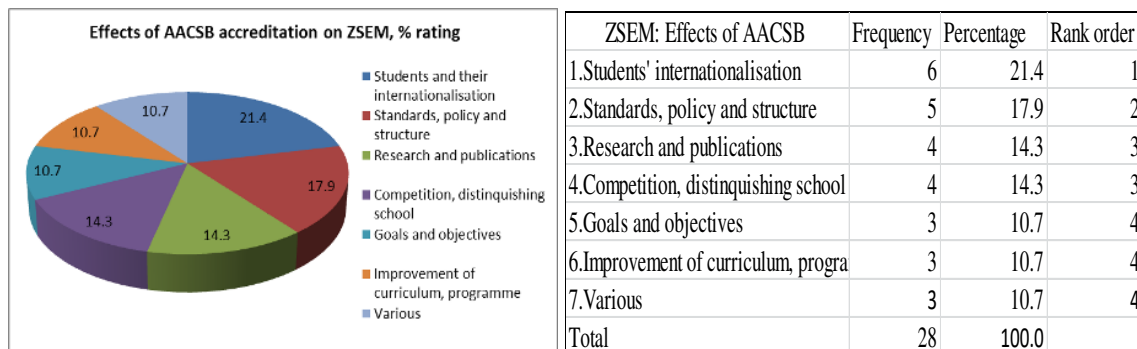 Effects of AACSB accreditation on ZSEM, % rating
21.4
17.9
14.3
14.3
10.7
10.7
10.7
Students and their
internationalisation
Standards, policy and
structure
Research and publications
Competition, distinquishing
school
Goals and objectives
Improvement of
curriculum, programme
Various
ZSEM: Effects of AACSB Frequency Percentage Rank order
1.Students' internationalisation 6 21.4 1
2.Standards, policy and structure 5 17.9 2
3.Research and publications 4 14.3 3
4.Competition, distinquishing school 4 14.3 3
5.Goals and objectives 3 10.7 4
6.Improvement of curriculum, progra 3 10.7 4
7.Various 3 10.7 4
Total 28 100.0